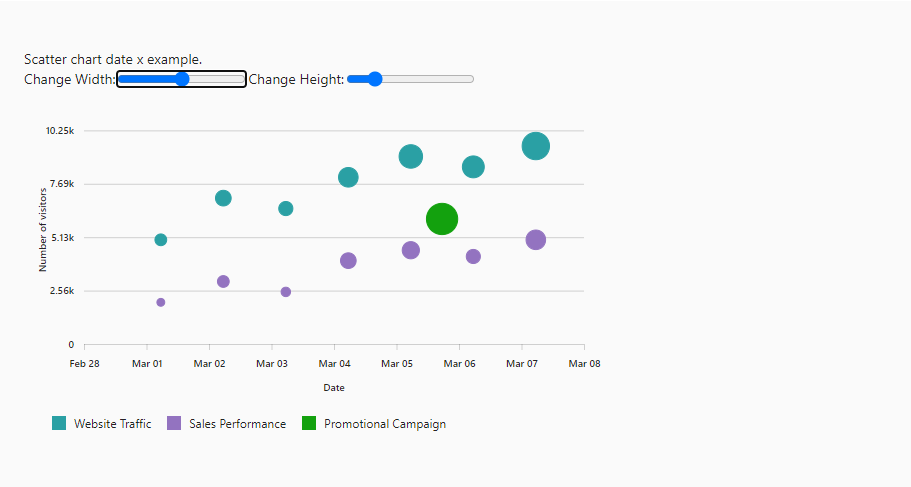 Scatter chart date x example.
Change Width: Change Height:
10.25k
7.69k
5.13k
2.56k
0
Number of visitors
Feb 28 Mar 01 Mar 02 Mar 03 Mar 04 Mar 05 Mar 06 Mar 07 Mar 08
Date
Website Traffic Sales Performance Promotional Campaign